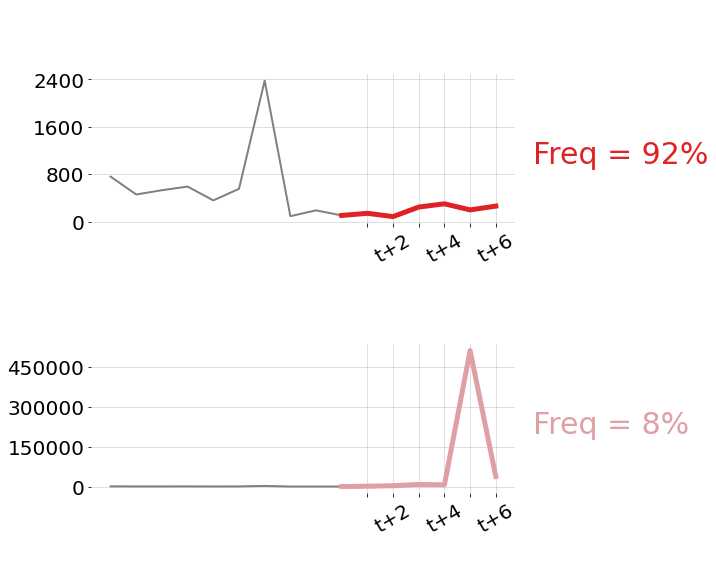 2400
1600
800
0
t+2
t+4
t+6
Freq = 92%
450000
300000
150000
0
t+2
t+4
t+6
Freq = 8%